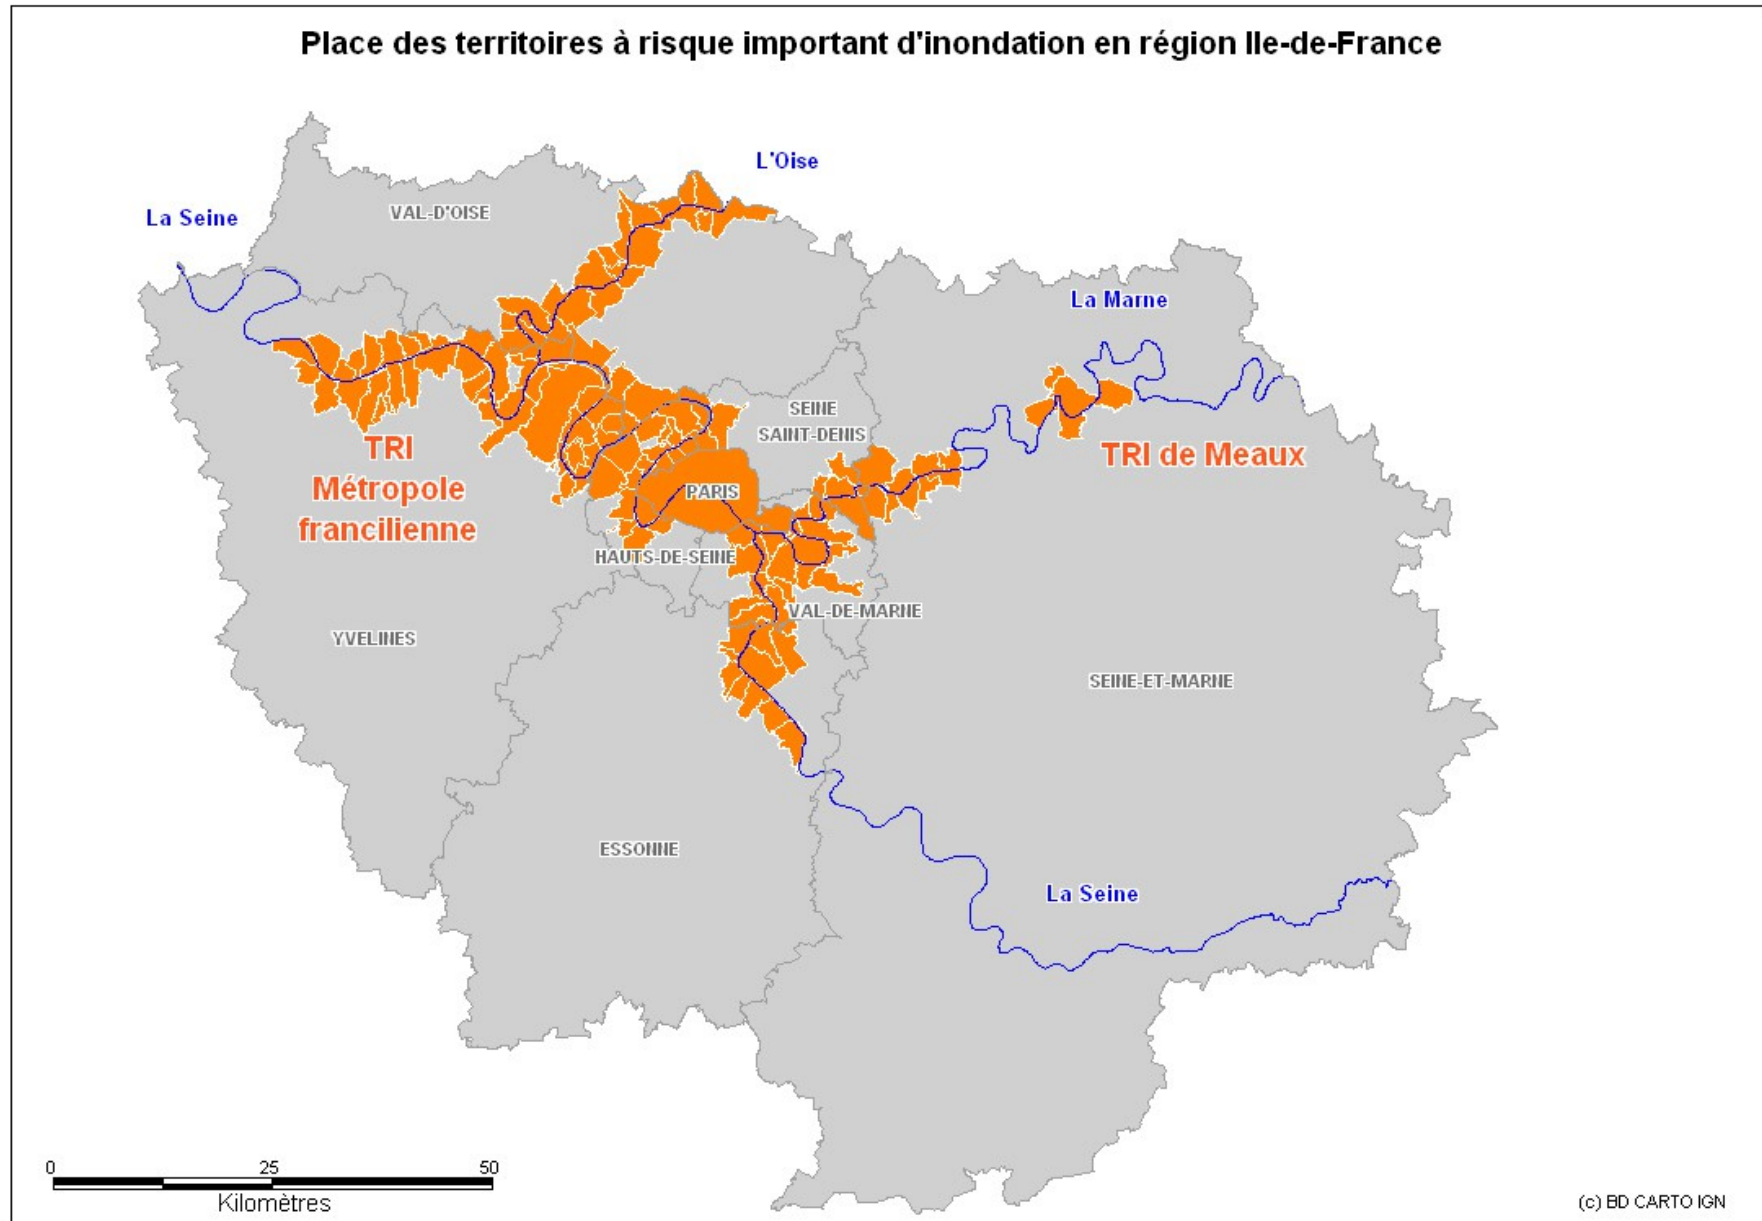 Place des territoires à risque important d'inondation en région Ile-de-France
L'Oise
La Seine
VAL-D'OISE
La Marne
SEINE
SAINT-DENIS
TRI
Métropole
francilienne
TRI de Meaux
PARIS
HAUTS-DE-SEINE
VAL-DE-MARNE
YVELINES
SEINE-ET-MARNE
ESSONNE
La Seine
0 25 50
Kilomètres
(c) BD CARTO IGN